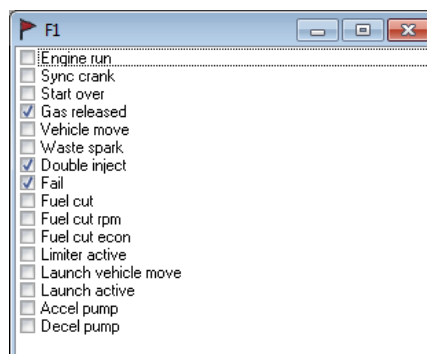 F1
Engine run
Sync crank
Start over
Gas released
Vehicle move
Waste spark
Double inject
Fail
Fuel cut
Fuel cut rpm
Fuel cut econ
Limiter active
Launch vehicle move
Launch active
Accel pump
Decel pump